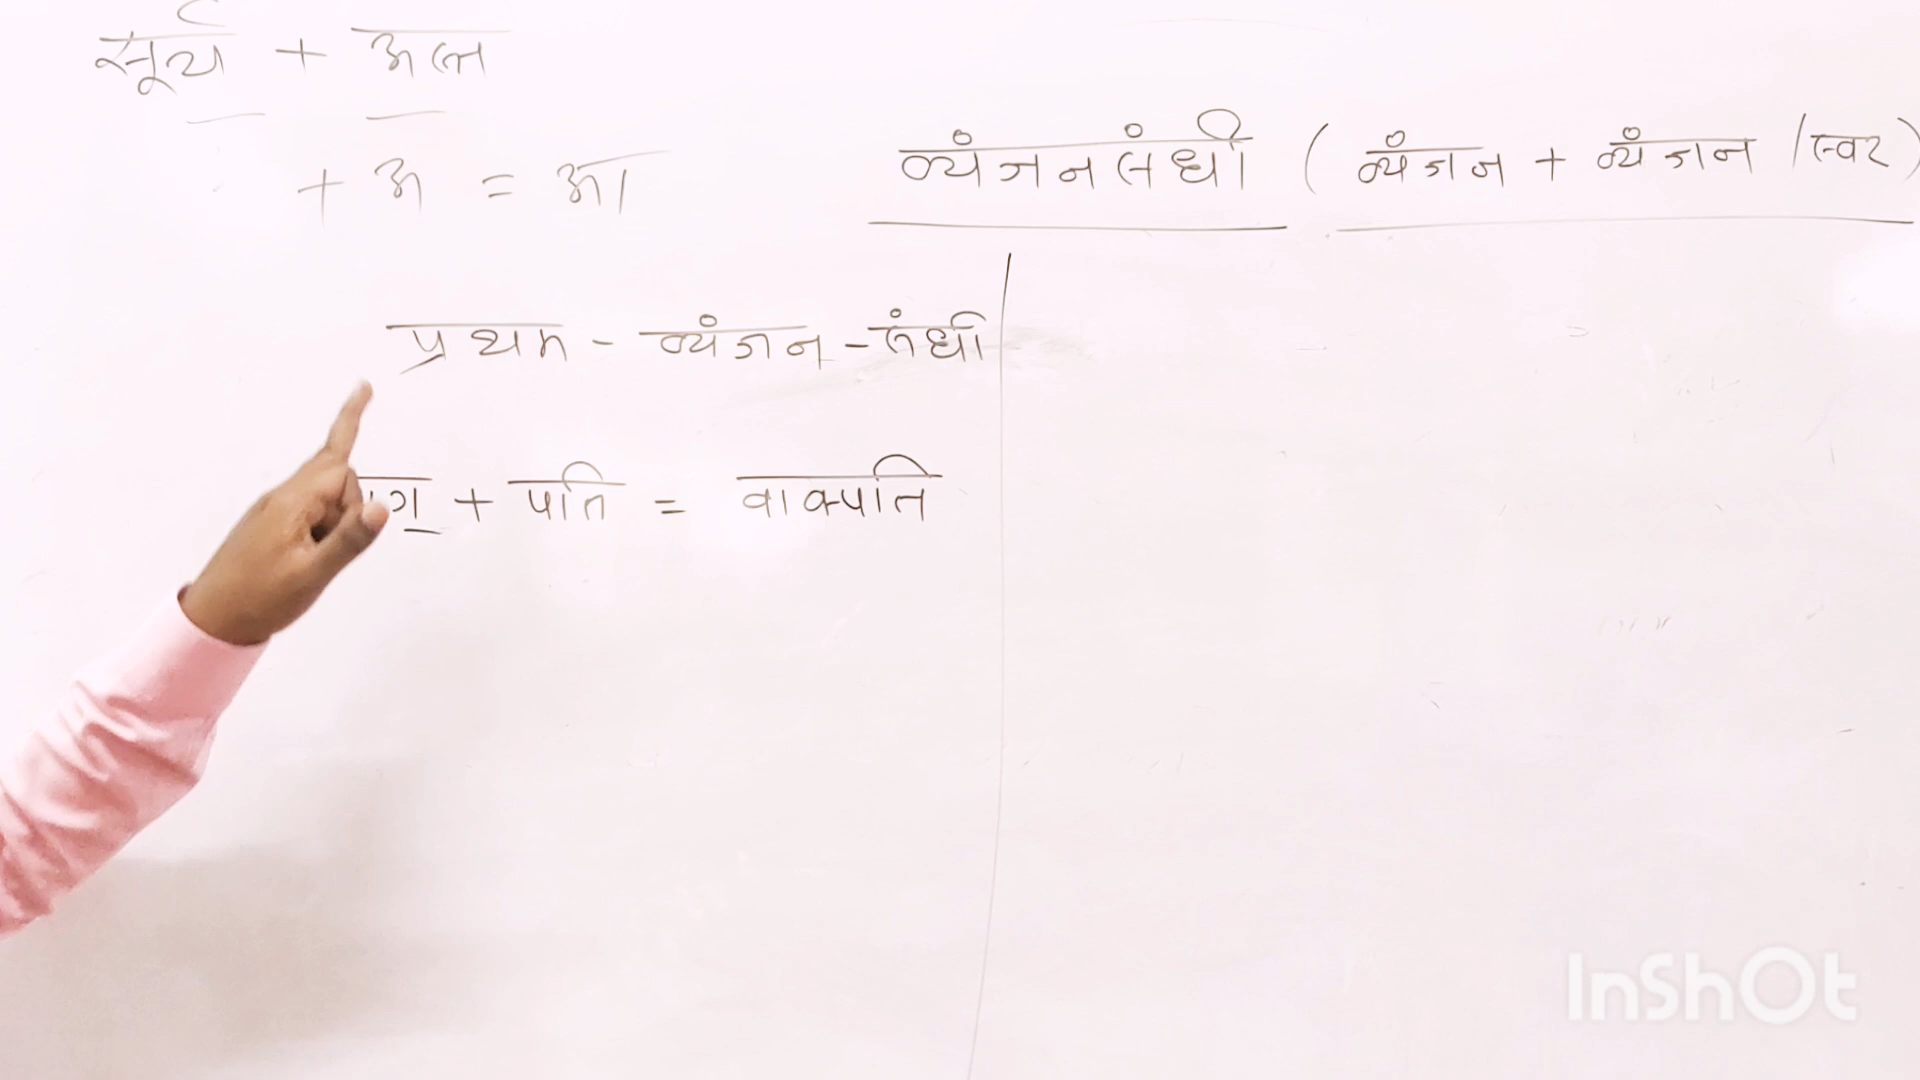 सूर्य + अस्त
+ अ = आ
व्यंजनसंधी ( व्यंजन + व्यंजन / स्वर )
प्रथम - व्यंजन - संधी
+ पति = वाक्पति
InShOt